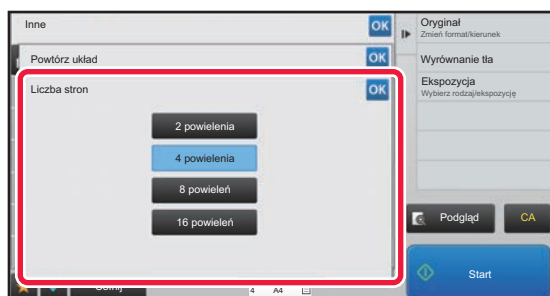 Inne
OK
Powtórz układ
OK
Liczba stron
OK
2 powielenia
4 powielenia
8 powieleń
16 powieleń
4 A4
Oryginał
Zmień format/kierunek
Wyrównanie tła
Ekspozycja
Wybierz rodzaj/ekspozycję
Podgląd
CA
Start